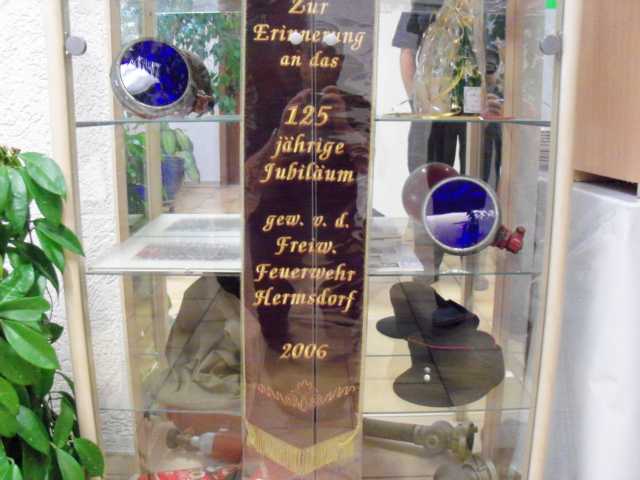 Zur
Erinnerung
an das
125
jährige
Jubiläum
gew. v. d.
Freiw.
Feuerwehr
Hermsdorf
2006